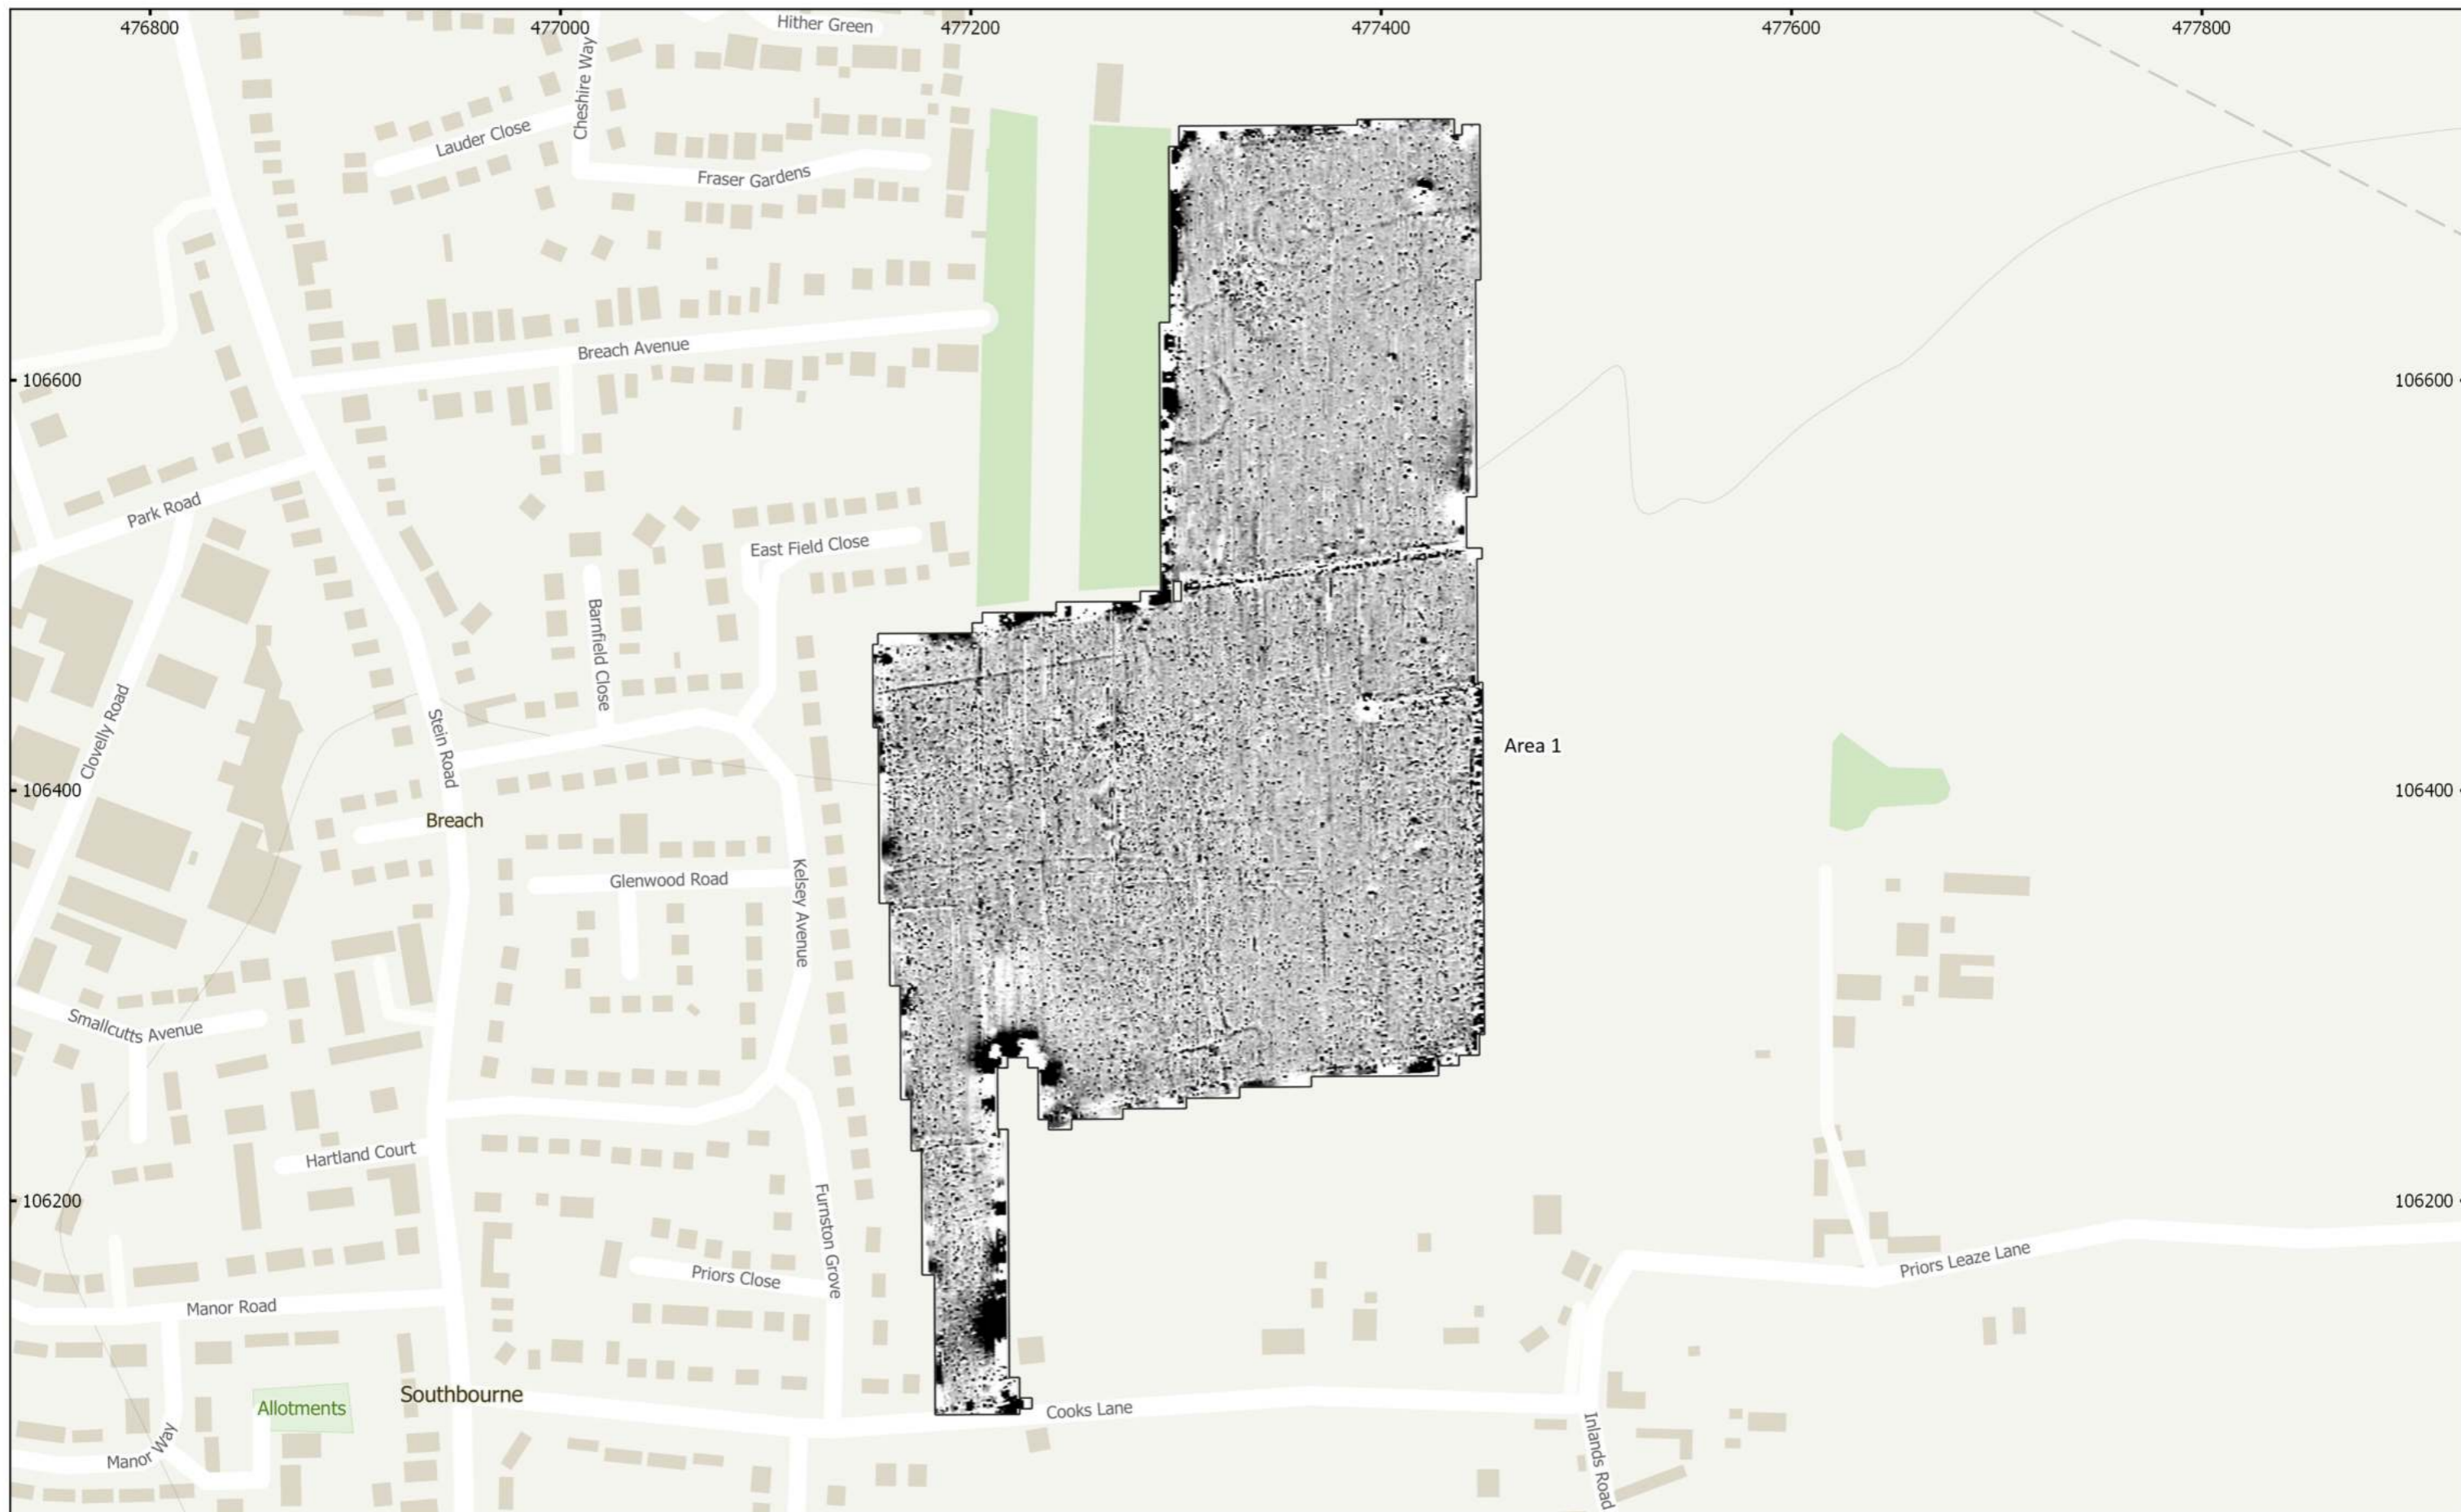 476800
477000
477200
477400
477600
477800
Hither Green
Cheshire Way
Lauder Close
Fraser Gardens
Breach Avenue
106600
106600
Park Road
East Field Close
Barnfield Close
Clovelly Road
Stein Road
Area 1
106400
106400
Breach
Glenwood Road
Kelsey Avenue
Smallcutts Avenue
Hartland Court
106200
106200
Furnston Grove
Priors Close
Priors Leaze Lane
Manor Road
Southbourne
Allotments
Cooks Lane
Manor Way
Inlands Road